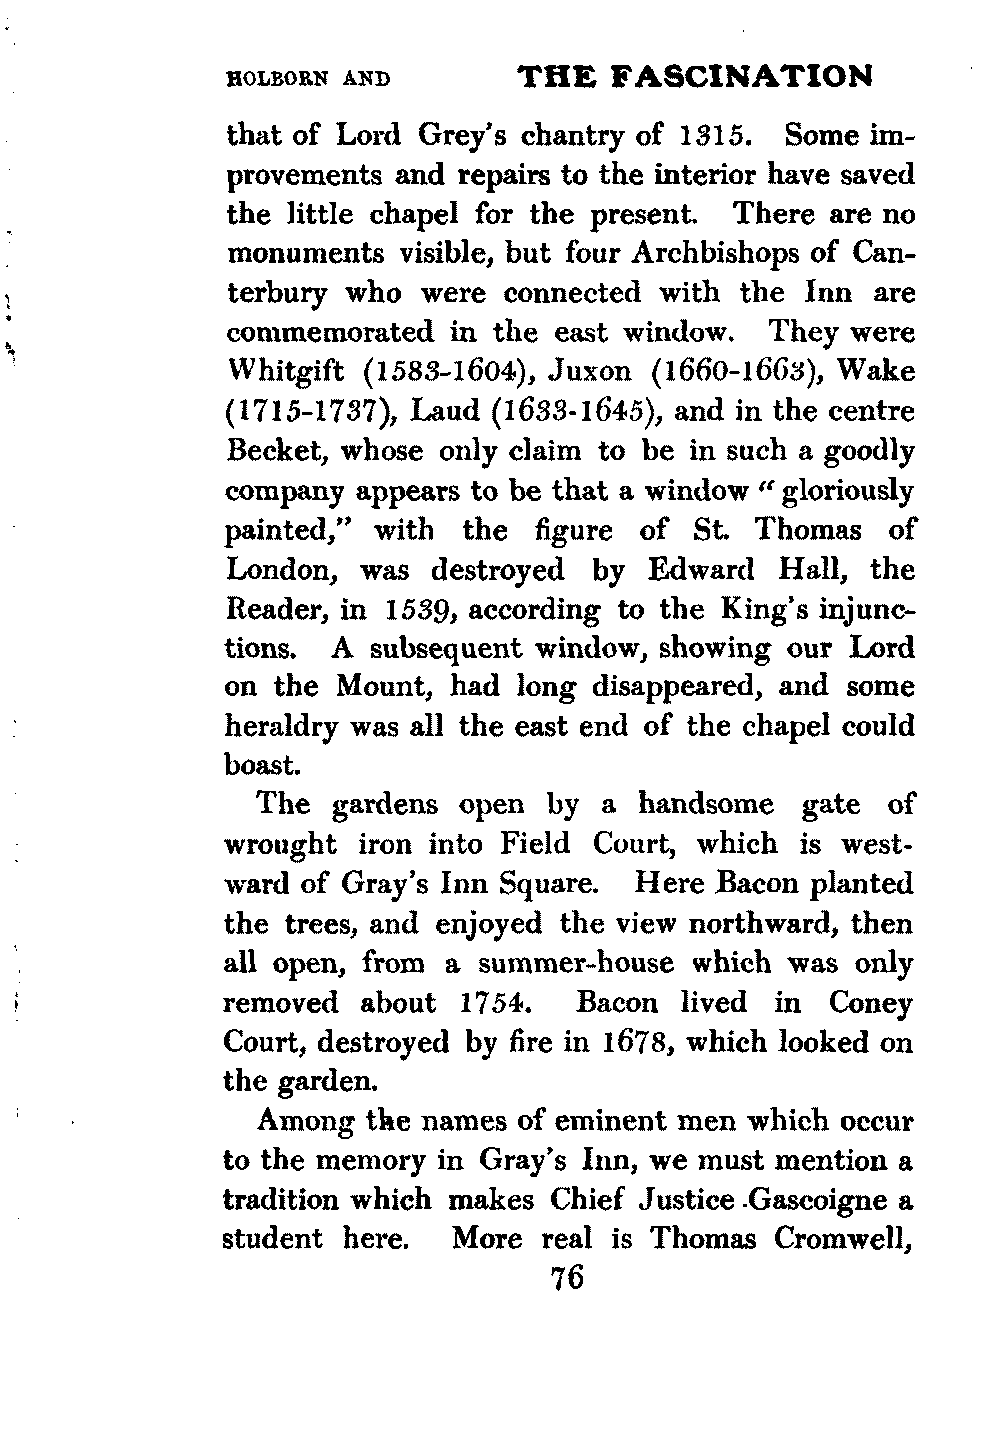 HOLBORN AND THE FASCINATION
that of Lord Grey's chantry of 1315. Some im-
provements and repairs to the interior have saved
the little chapel for the present. There are no
monuments visible, but four Archbishops of Can-
terbury who were connected with the Inn are
commemorated in the east window. They were
Whitgift (1583-1604), Juxon (1660-1663), Wake
(1715-1737), Laud (1633-1645), and in the centre
Becket, whose only claim to be in such a goodly
company appears to be that a window "gloriously
painted," with the figure of St. Thomas of
London, was destroyed by Edward Hall, the
Reader, in 1539, according to the King's injunc-
tions. A subsequent window, showing our Lord
on the Mount, had long disappeared, and some
heraldry was all the east end of the chapel could
boast.
The gardens open by a handsome gate of
wrought iron into Field Court, which is west-
ward of Gray's Inn Square. Here Bacon planted
the trees, and enjoyed the view northward, then
all open, from a summer-house which was only
removed about 1754. Bacon lived in Coney
Court, destroyed by fire in 1678, which looked on
the garden.
Among the names of eminent men which occur
to the memory in Gray's Inn, we must mention a
tradition which makes Chief Justice Gascoigne a
student here. More real is Thomas Cromwell,
76